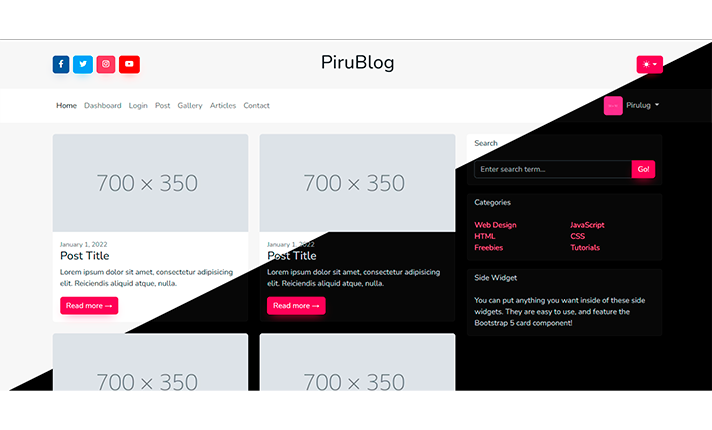 PiruBlog
Home Dashboard Login Post Gallery Articles Contact
Pirulug
700 × 350
January 1, 2022
Post Title
Lorem ipsum dolor sit amet, consectetur adipisicing
elit. Reiciendis aliquid atque, nulla.
Read more →
700 × 350
January 1, 2022
Post Title
Lorem ipsum dolor sit amet, consectetur adipisicing
elit. Reiciendis aliquid atque, nulla.
Read more →
700 × 350
700 × 350
Search
Enter search term...
Go!
Categories
Web Design
HTML
Freebies
JavaScript
CSS
Tutorials
Side Widget
You can put anything you want inside of these side
widgets. They are easy to use, and feature the
Bootstrap 5 card component!